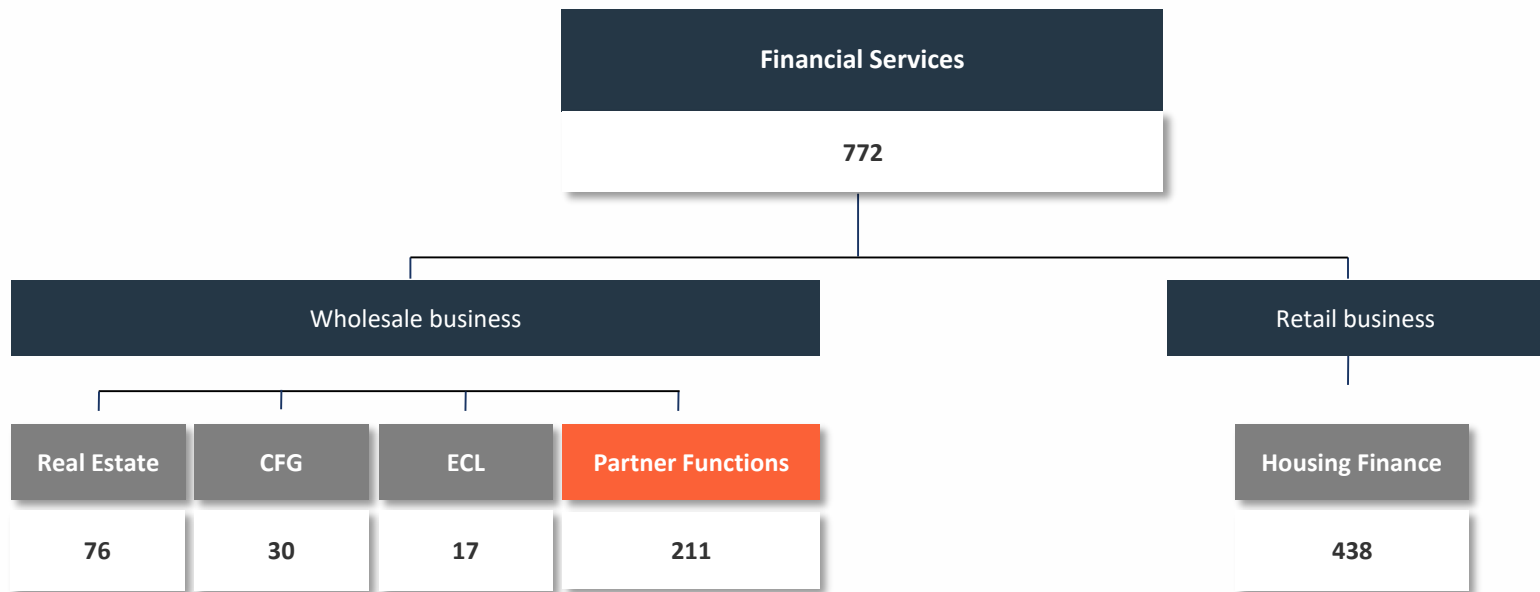 Financial Services
772
Wholesale business
Retail business
Real Estate
CFG
ECL
Partner Functions
Housing Finance
76
30
17
211
438